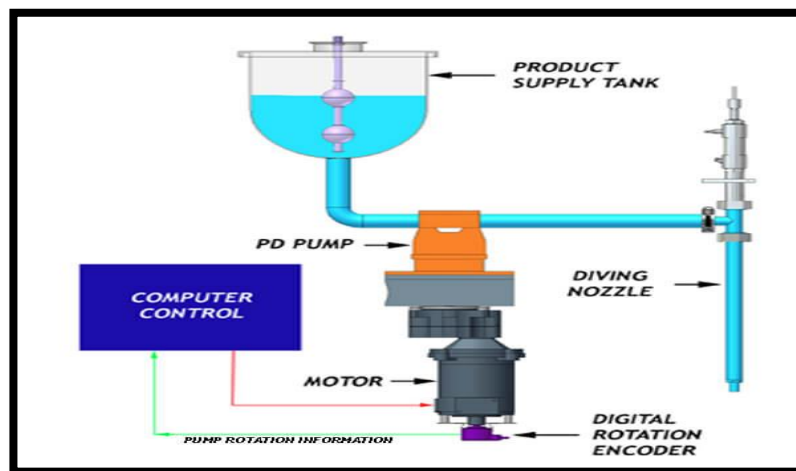 PRODUCT
SUPPLY TANK
PD PUMP
DIVING
NOZZLE
COMPUTER
CONTROL
MOTOR
DIGITAL
ROTATION
ENCODER
PUMP ROTATION INFORMATION